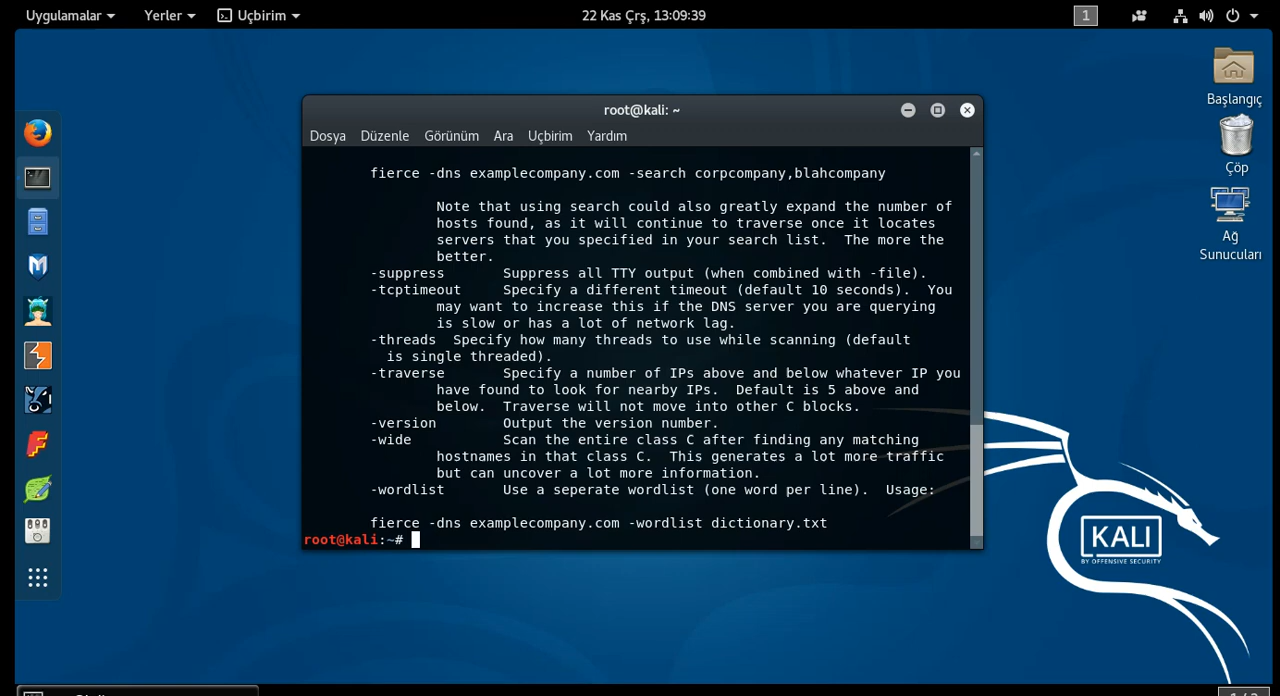 Uygulamalar Yerler Uçbirim 22 Kas Çrş, 13:09:39 1
root@kali: ~
Dosya Düzenle Görünüm Ara Uçbirim Yardım
fierce -dns examplecompany.com -search corpcompany,blahcompany
Note that using search could also greatly expand the number of
hosts found, as it will continue to traverse once it locates
servers that you specified in your search list.  The more the
better.
-suppress Suppress all TTY output (when combined with -file).
-tcptimeout Specify a different timeout (default 10 seconds).  You
may want to increase this if the DNS server you are querying
is slow or has a lot of network lag.
-threads  Specify how many threads to use while scanning (default
is single threaded).
-traverse Specify a number of IPs above and below whatever IP you
have found to look for nearby IPs.  Default is 5 above and
below.  Traverse will not move into other C blocks.
-version Output the version number.
-wide Scan the entire class C after finding any matching
hostnames in that class C.  This generates a lot more traffic
but can uncover a lot more information.
-wordlist Use a seperate wordlist (one word per line).  Usage:
fierce -dns examplecompany.com -wordlist dictionary.txt
root@kali:~#
Başlangıç
Çöp
Ağ
Sunucuları
KALI
BY OFFENSIVE SECURITY